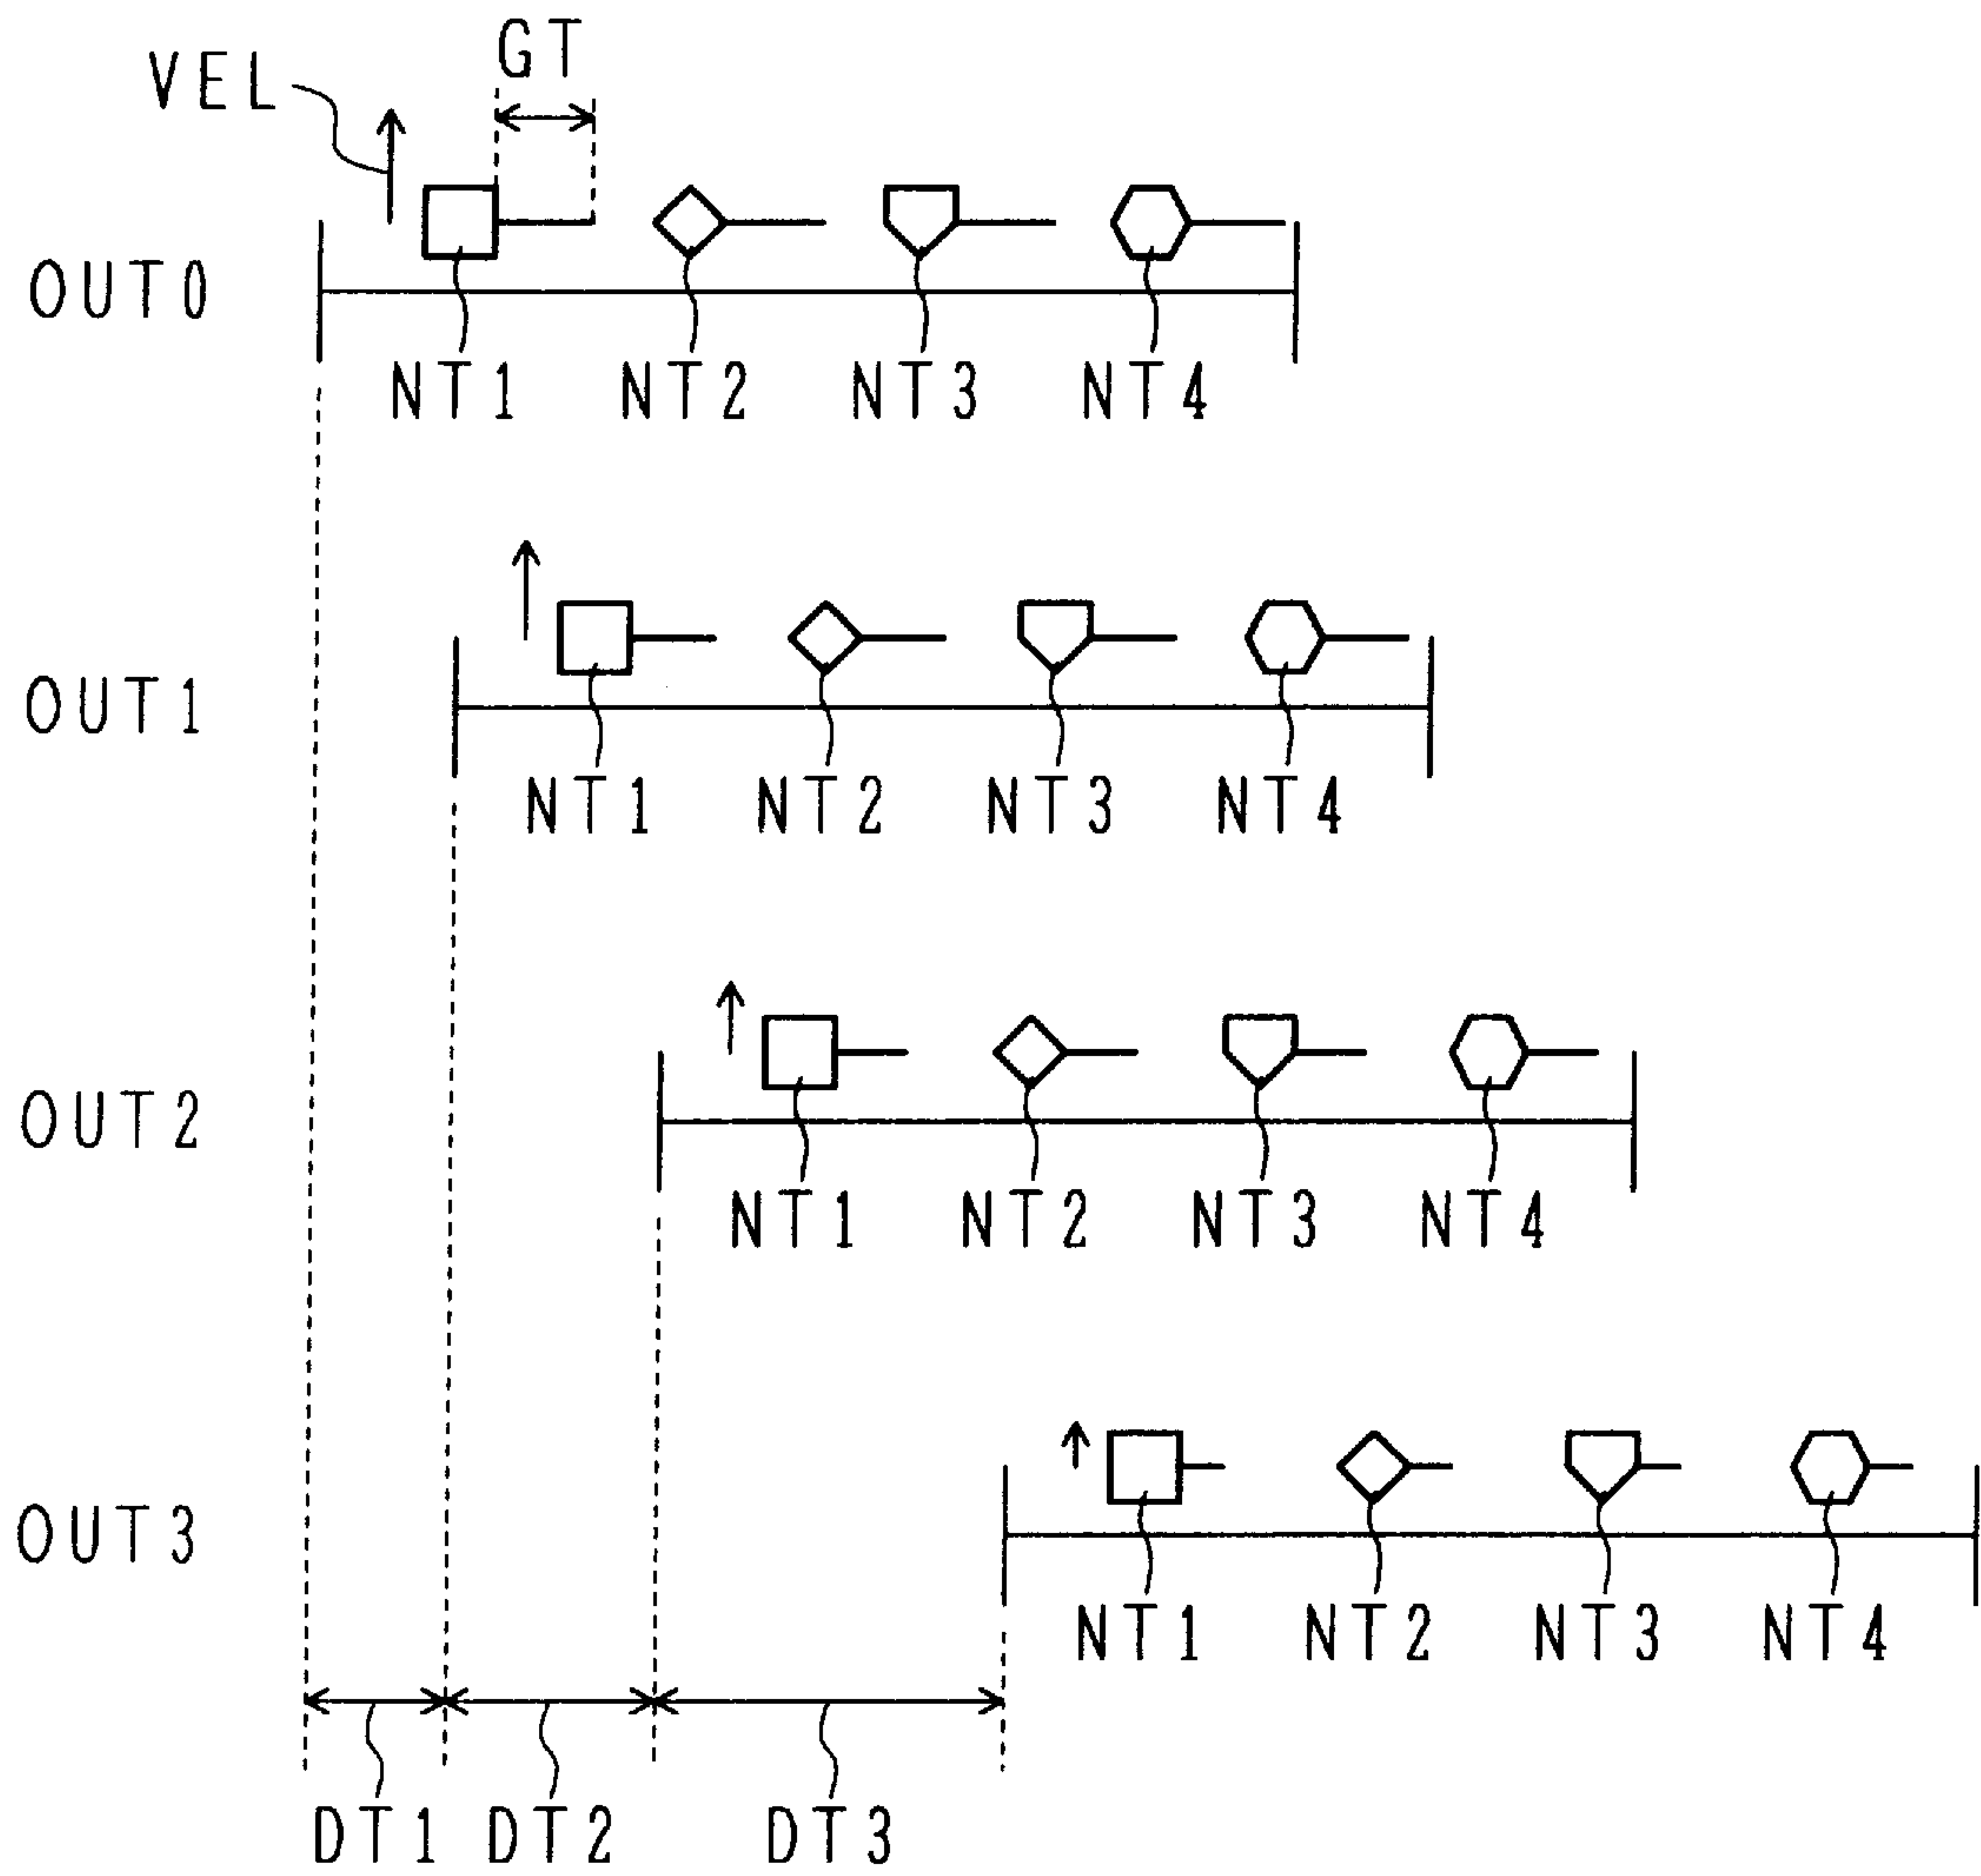 GT
VEL
OUT0
NT1 NT2 NT3 NT4
OUT1
NT1 NT2 NT3 NT4
OUT2
NT1 NT2 NT3 NT4
OUT3
NT1 NT2 NT3 NT4
DT1 DT2 DT3